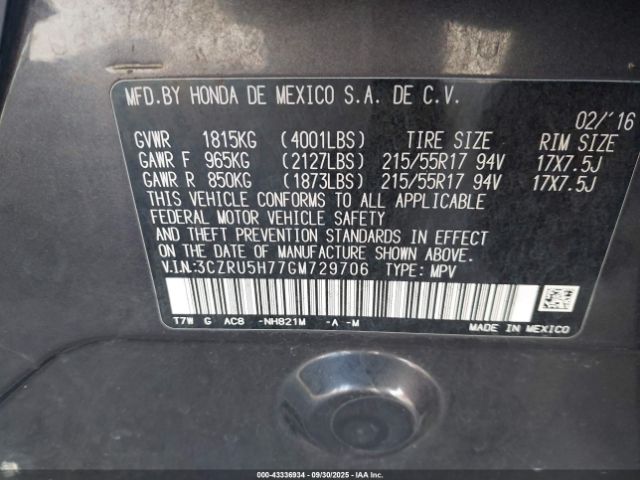 MFD.BY HONDA DE MEXICO S.A. DE C.V.
02/'16
GVWR 1815KG (4001LBS) TIRE SIZE RIM SIZE
GAWR F 965KG (2127LBS) 215/55R17 94V 17X7.5J
GAWR R 850KG (1873LBS) 215/55R17 94V 17X7.5J
THIS VEHICLE CONFORMS TO ALL APPLICABLE
FEDERAL MOTOR VEHICLE SAFETY
AND THEFT PREVENTION STANDARDS IN EFFECT
ON THE DATE OF MANUFACTURE SHOWN ABOVE.
V.I.N:3CZRU5H77GM729706 TYPE: MPV
T7W G AC8 -NH821M -A -M
MADE IN MEXICO
000-43336934 - 09/30/2025 - IAA Inc.